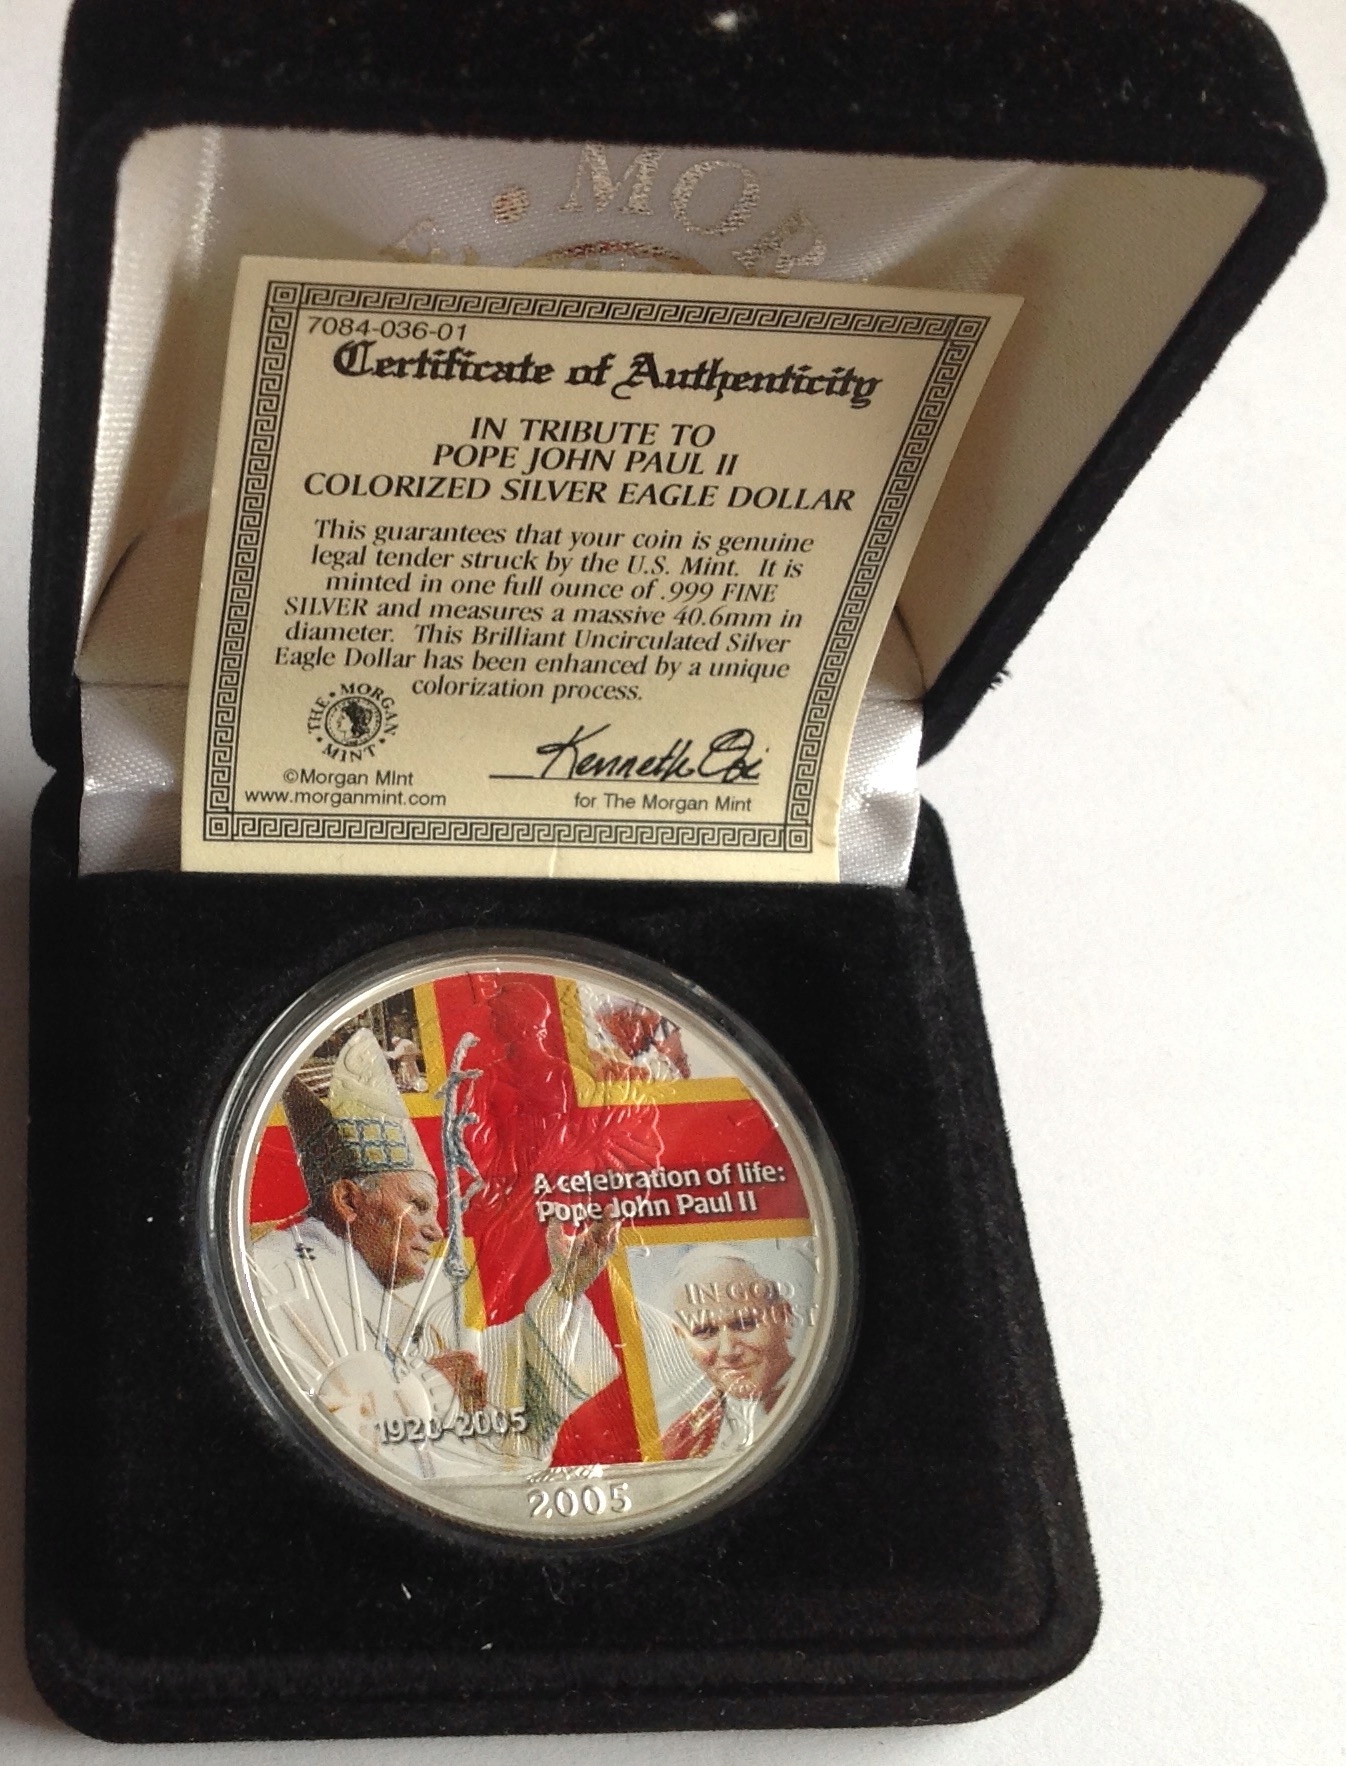 MOR
7084-036-01
Certificate of Authenticity
IN TRIBUTE TO
POPE JOHN PAUL II
COLORIZED SILVER EAGLE DOLLAR
This guarantees that your coin is genuine
legal tender struck by the U.S. Mint. It is
minted in one full ounce of .999 FINE
SILVER and measures a massive 40.6mm in
diameter. This Brilliant Uncirculated Silver
Eagle Dollar has been enhanced by a unique
colorization process.
THE • MORGAN • MINT •
Kenneth
©Morgan Mint
www.morganmint.com
for The Morgan Mint
A celebration of life:
Pope John Paul II
IN GOD
WE TRUST
1920-2005
2005